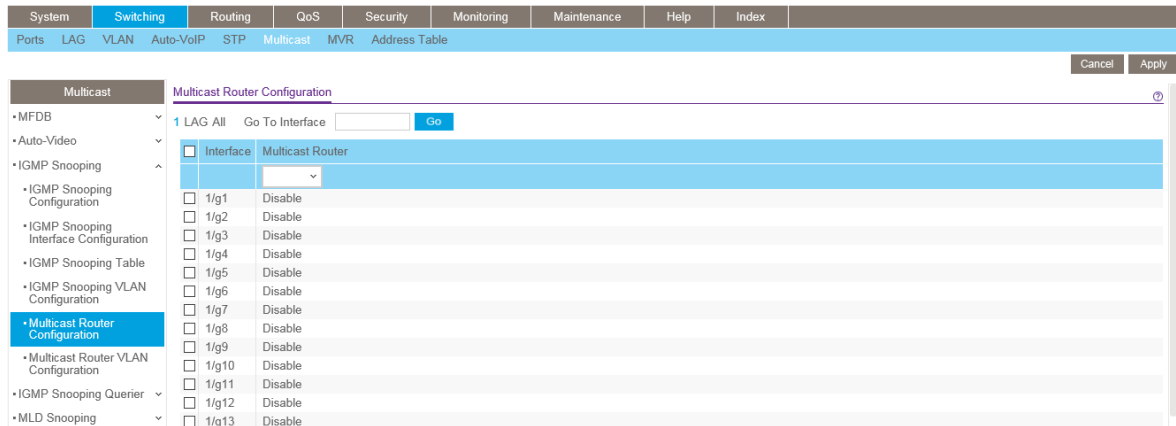 System Switching Routing QoS Security Monitoring Maintenance Help Index
Ports LAG VLAN Auto-VoIP STP Multicast MVR Address Table
Cancel Apply
Multicast
MFDB
Auto-Video
IGMP Snooping
IGMP Snooping
Configuration
IGMP Snooping
Interface Configuration
IGMP Snooping Table
IGMP Snooping VLAN
Configuration
Multicast Router
Configuration
Multicast Router VLAN
Configuration
IGMP Snooping Querier
MLD Snooping
Multicast Router Configuration
1 LAG All Go To Interface Go
Interface Multicast Router
1/g1 Disable
1/g2 Disable
1/g3 Disable
1/g4 Disable
1/g5 Disable
1/g6 Disable
1/g7 Disable
1/g8 Disable
1/g9 Disable
1/g10 Disable
1/g11 Disable
1/g12 Disable
1/g13 Disable